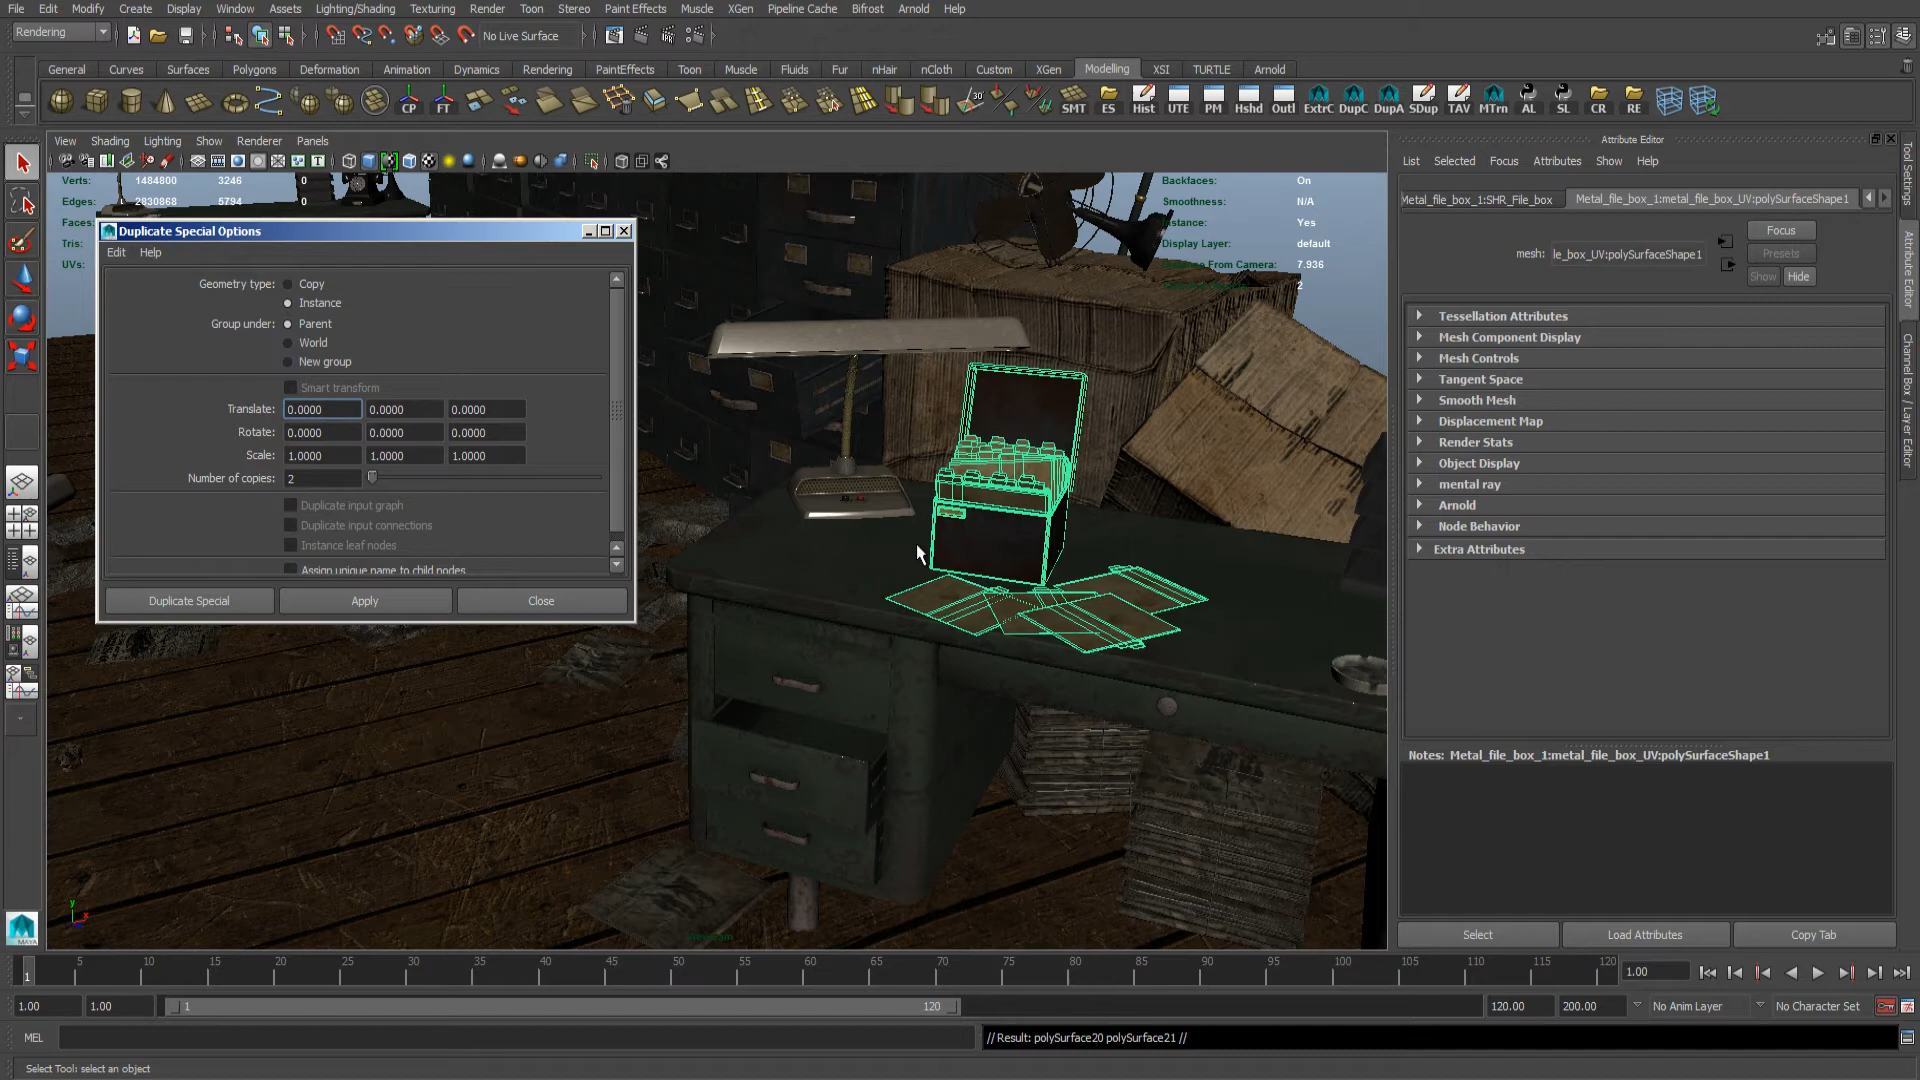 File Edit Modify Create Display Window Assets Lighting/Shading Texturing Render Toon Stereo Paint Effects Muscle XGen Pipeline Cache Bifrost Arnold Help
Rendering No Live Surface
General Curves Surfaces Polygons Deformation Animation Dynamics Rendering PaintEffects Toon Muscle Fluids Fur nHair nCloth Custom XGen Modelling XSI TURTLE Arnold
CP FT 30 SMT ES Hist UTE PM Hshd Outl ExtrC DupC DupA SDup TAV MTrn AL SL CR RE
View Shading Lighting Show Renderer Panels
Verts: 1484800 3246 0
Edges: 2830868 5794 0
Faces:
Tris:
UVs:
Backfaces: On
Smoothness: N/A
Instance: Yes
Display Layer: default
From Camera: 7.936
2
Duplicate Special Options
Edit Help
Geometry type: Copy
Instance
Group under: Parent
World
New group
Smart transform
Translate: 0.0000 0.0000 0.0000
Rotate: 0.0000 0.0000 0.0000
Scale: 1.0000 1.0000 1.0000
Number of copies: 2
Duplicate input graph
Duplicate input connections
Instance leaf nodes
Assign unique name to child nodes
Duplicate Special Apply Close
Attribute Editor
List Selected Focus Attributes Show Help
Metal_file_box_1:SHR_File_box Metal_file_box_1:metal_file_box_UV:polySurfaceShape1
Focus
mesh: le_box_UV:polySurfaceShape1
Presets
Show Hide
Tessellation Attributes
Mesh Component Display
Mesh Controls
Tangent Space
Smooth Mesh
Displacement Map
Render Stats
Object Display
mental ray
Arnold
Node Behavior
Extra Attributes
Notes: Metal_file_box_1:metal_file_box_UV:polySurfaceShape1
Select Load Attributes Copy Tab
Tool Settings
Attribute Editor
Channel Box / Layer Editor
y
x
MAYA
1 5 10 15 20 25 30 35 40 45 50 55 60 65 70 75 80 85 90 95 100 105 110 115 120 1.00
1.00 1.00 1 120 120.00 200.00 No Anim Layer No Character Set
MEL // Result: polySurface20 polySurface21 //
Select Tool: select an object